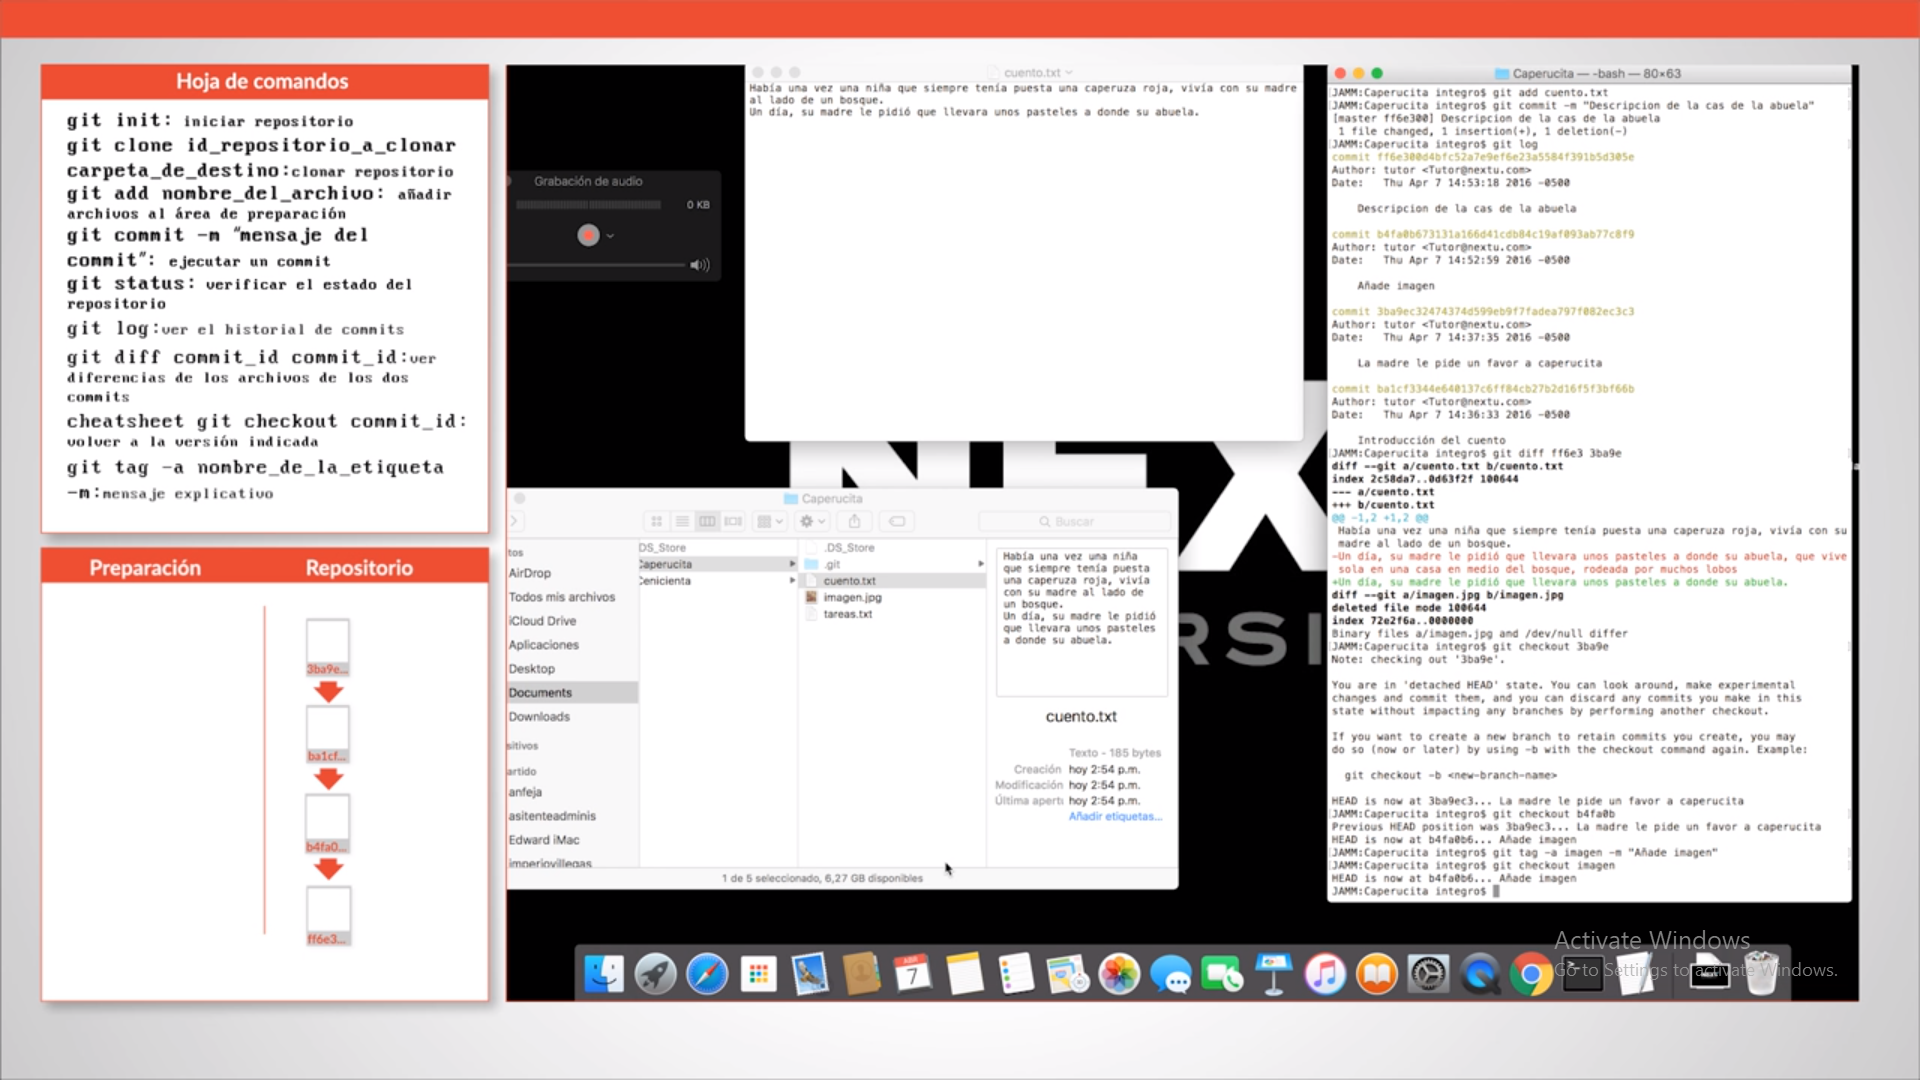 Hoja de comandos
git init: iniciar repositorio
git clone id_repositorio_a_clonar
carpeta_de_destino:clonar repositorio
git add nombre_del_archivo: añadir
archivos al área de preparación
git commit -m "mensaje del
commit": ejecutar un commit
git status: verificar el estado del
repositorio
git log:ver el historial de commits
git diff commit_id commit_id:ver
diferencias de los archivos de los dos
commits
cheatsheet git checkout commit_id:
volver a la versión indicada
git tag -a nombre_de_la_etiqueta
-m:mensaje explicativo
Preparación
Repositorio
3ba9e...
ba1cf...
b4fa0...
ff6e3...
Grabación de audio
0 KB
cuento.txt
Había una vez una niña que siempre tenía puesta una caperuza roja, vivía con su madre
al lado de un bosque.
Un día, su madre le pidió que llevara unos pasteles a donde su abuela.
NEX
RSI
Caperucita
Buscar
tos
AirDrop
Todos mis archivos
iCloud Drive
Aplicaciones
Desktop
Documents
Downloads
sitivos
artido
anfeja
asitenteadminis
Edward iMac
imperiovillegas
DS_Store
Caperucita
Cenicienta
.DS_Store
.git
cuento.txt
imagen.jpg
tareas.txt
Había una vez una niña
que siempre tenía puesta
una caperuza roja, vivía
con su madre al lado de
un bosque.
Un día, su madre le pidió
que llevara unos pasteles
a donde su abuela.
cuento.txt
Texto - 185 bytes
Creación hoy 2:54 p.m.
Modificación hoy 2:54 p.m.
Última apert hoy 2:54 p.m.
Añadir etiquetas...
1 de 5 seleccionado, 6,27 GB disponibles
Caperucita — -bash — 80×63
JAMM:Caperucita integro$ git add cuento.txt
JAMM:Caperucita integro$ git commit -m "Descripcion de la cas de la abuela"
[master ff6e300] Descripcion de la cas de la abuela
1 file changed, 1 insertion(+), 1 deletion(-)
JAMM:Caperucita integro$ git log
commit ff6e300d4bfc52a7e9ef6e23a5584f391b5d305e
Author: tutor <Tutor@nextu.com>
Date: Thu Apr 7 14:53:18 2016 -0500
Descripcion de la cas de la abuela
commit b4fa0b673131a166d41cdb84c19af093ab77c8f9
Author: tutor <Tutor@nextu.com>
Date: Thu Apr 7 14:52:59 2016 -0500
Añade imagen
commit 3ba9ec32474374d599eb9f7fadea797f082ec3c3
Author: tutor <Tutor@nextu.com>
Date: Thu Apr 7 14:37:35 2016 -0500
La madre le pide un favor a caperucita
commit ba1cf3344e640137c6ff84cb27b2d16f5f3bf66b
Author: tutor <Tutor@nextu.com>
Date: Thu Apr 7 14:36:33 2016 -0500
Introducción del cuento
JAMM:Caperucita integro$ git diff ff6e3 3ba9e
diff --git a/cuento.txt b/cuento.txt
index 2c58da7..0d63f2f 100644
--- a/cuento.txt
+++ b/cuento.txt
@@ -1,2 +1,2 @@
Había una vez una niña que siempre tenía puesta una caperuza roja, vivía con su
madre al lado de un bosque.
-Un día, su madre le pidió que llevara unos pasteles a donde su abuela, que vive
sola en una casa en medio del bosque, rodeada por muchos lobos
+Un día, su madre le pidió que llevara unos pasteles a donde su abuela.
diff --git a/imagen.jpg b/imagen.jpg
deleted file mode 100644
index 72e2f6a..0000000
Binary files a/imagen.jpg and /dev/null differ
JAMM:Caperucita integro$ git checkout 3ba9e
Note: checking out '3ba9e'.
You are in 'detached HEAD' state. You can look around, make experimental
changes and commit them, and you can discard any commits you make in this
state without impacting any branches by performing another checkout.
If you want to create a new branch to retain commits you create, you may
do so (now or later) by using -b with the checkout command again. Example:
git checkout -b <new-branch-name>
HEAD is now at 3ba9ec3... La madre le pide un favor a caperucita
JAMM:Caperucita integro$ git checkout b4fa0b
Previous HEAD position was 3ba9ec3... La madre le pide un favor a caperucita
HEAD is now at b4fa0b6... Añade imagen
JAMM:Caperucita integro$ git tag -a imagen -m "Añade imagen"
JAMM:Caperucita integro$ git checkout imagen
HEAD is now at b4fa0b6... Añade imagen
JAMM:Caperucita integro$
ABR
7
Activate Windows
Go to Settings to activate Windows.